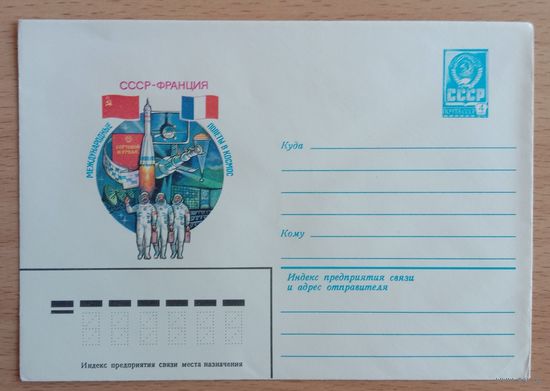 СССР-ФРАНЦИЯ
МЕЖДУНАРОДНЫЕ
ПОЛЕТЫ В КОСМОС
БОРТОВОЙ
ЖУРНАЛ
СССР
4
Куда
Кому
Индекс предприятия связи
и адрес отправителя
Индекс предприятия связи места назначения